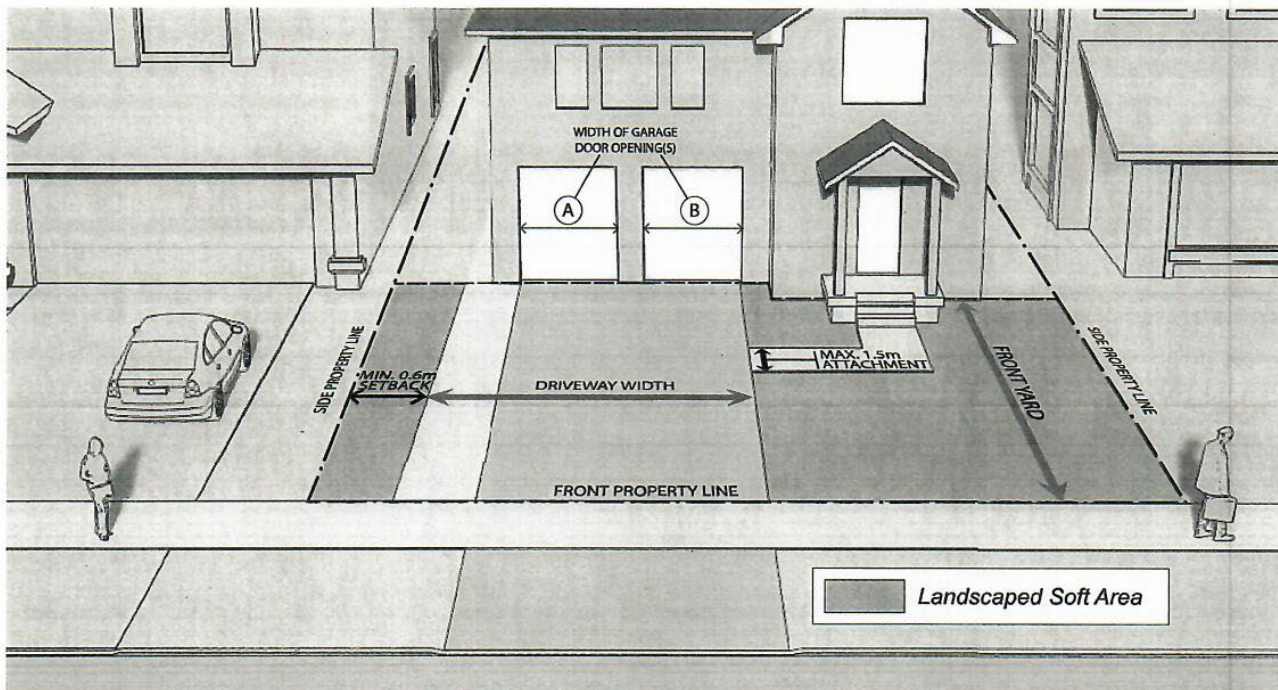 WIDTH OF GARAGE
DOOR OPENING(S)
A
B
SIDE PROPERTY LINE
MIN. 0.6m
SETBACK
DRIVEWAY WIDTH
MAX. 1.5m
ATTACHMENT
FRONT YARD
SIDE PROPERTY LINE
FRONT PROPERTY LINE
Landscaped Soft Area